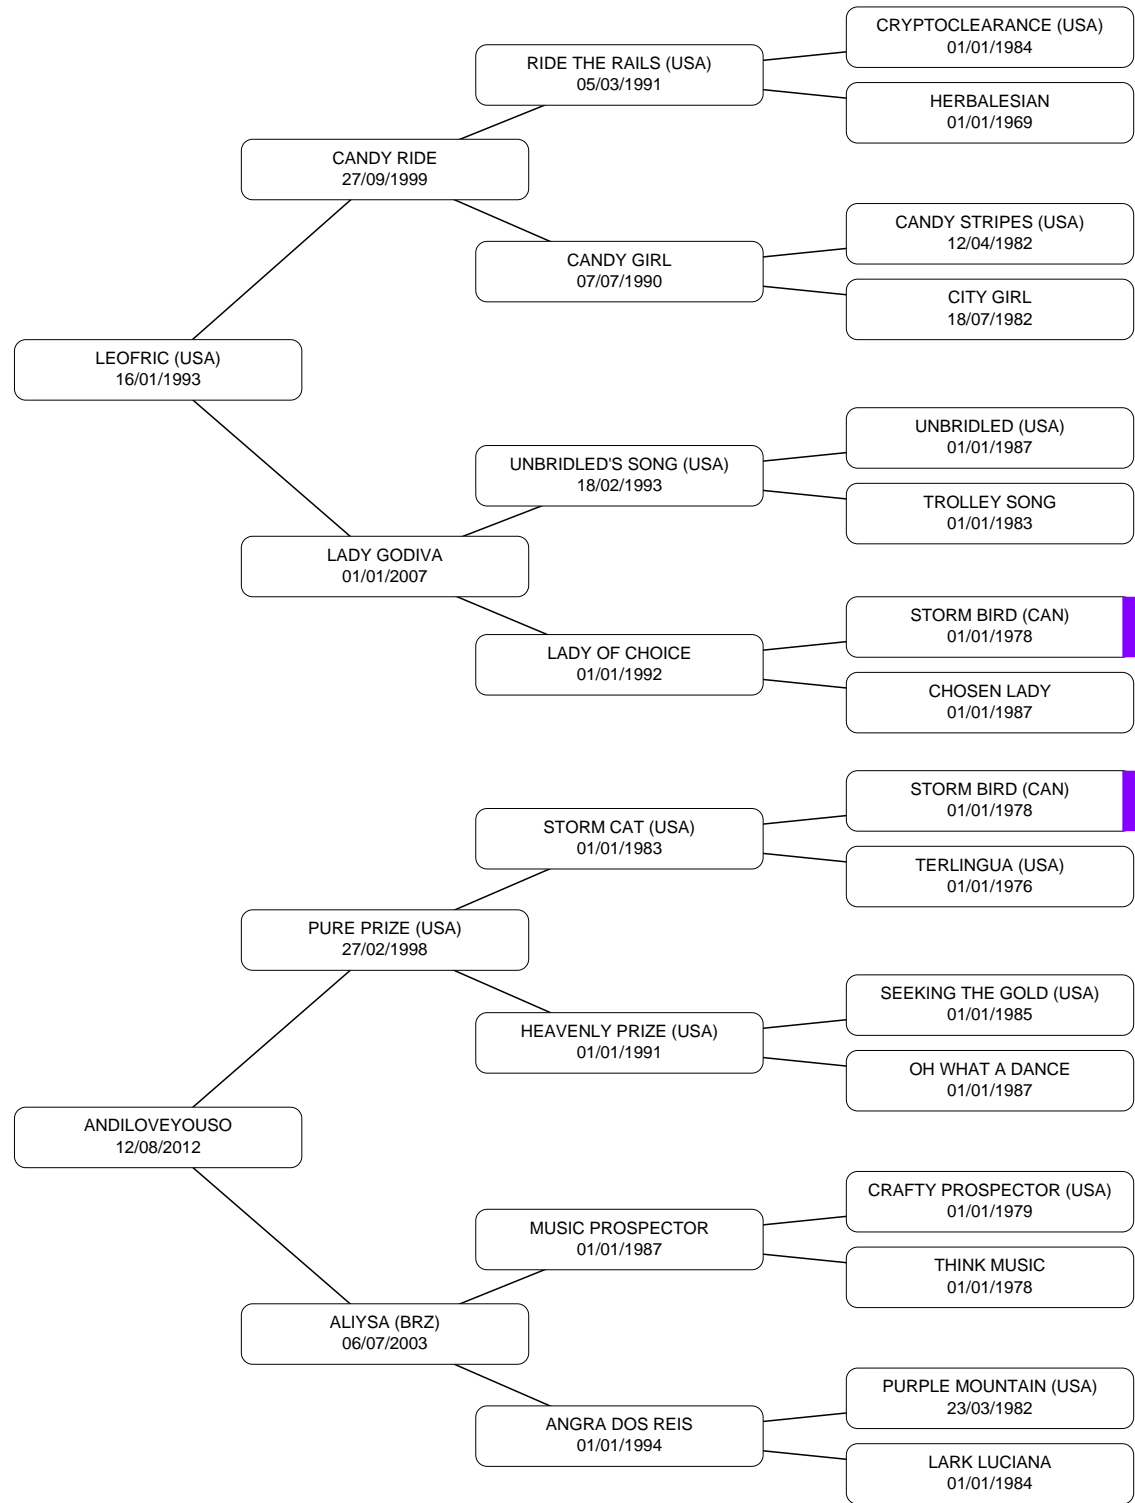 CRYPTOCLEARANCE (USA)
01/01/1984
RIDE THE RAILS (USA)
05/03/1991
HERBALESIAN
01/01/1969
CANDY RIDE
27/09/1999
CANDY STRIPES (USA)
12/04/1982
CANDY GIRL
07/07/1990
CITY GIRL
18/07/1982
LEOFRIC (USA)
16/01/1993
UNBRIDLED (USA)
01/01/1987
UNBRIDLED'S SONG (USA)
18/02/1993
TROLLEY SONG
01/01/1983
LADY GODIVA
01/01/2007
STORM BIRD (CAN)
01/01/1978
LADY OF CHOICE
01/01/1992
CHOSEN LADY
01/01/1987
STORM BIRD (CAN)
01/01/1978
STORM CAT (USA)
01/01/1983
TERLINGUA (USA)
01/01/1976
PURE PRIZE (USA)
27/02/1998
SEEKING THE GOLD (USA)
01/01/1985
HEAVENLY PRIZE (USA)
01/01/1991
OH WHAT A DANCE
01/01/1987
ANDILOVEYOUSO
12/08/2012
CRAFTY PROSPECTOR (USA)
01/01/1979
MUSIC PROSPECTOR
01/01/1987
THINK MUSIC
01/01/1978
ALIYSA (BRZ)
06/07/2003
PURPLE MOUNTAIN (USA)
23/03/1982
ANGRA DOS REIS
01/01/1994
LARK LUCIANA
01/01/1984